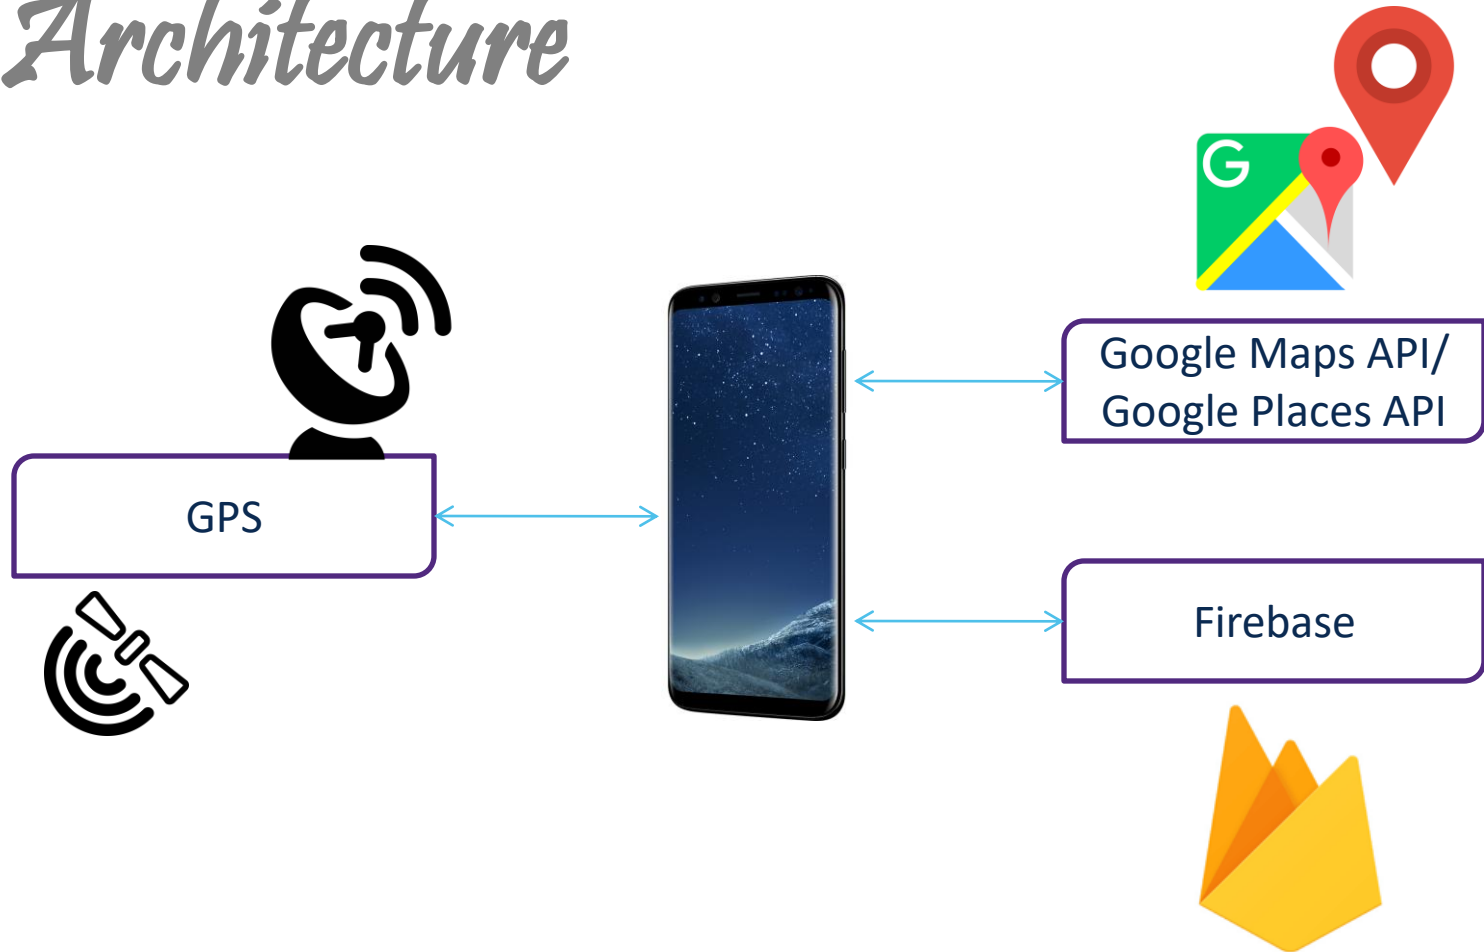 Architecture
G
Google Maps API/
Google Places API
GPS
Firebase